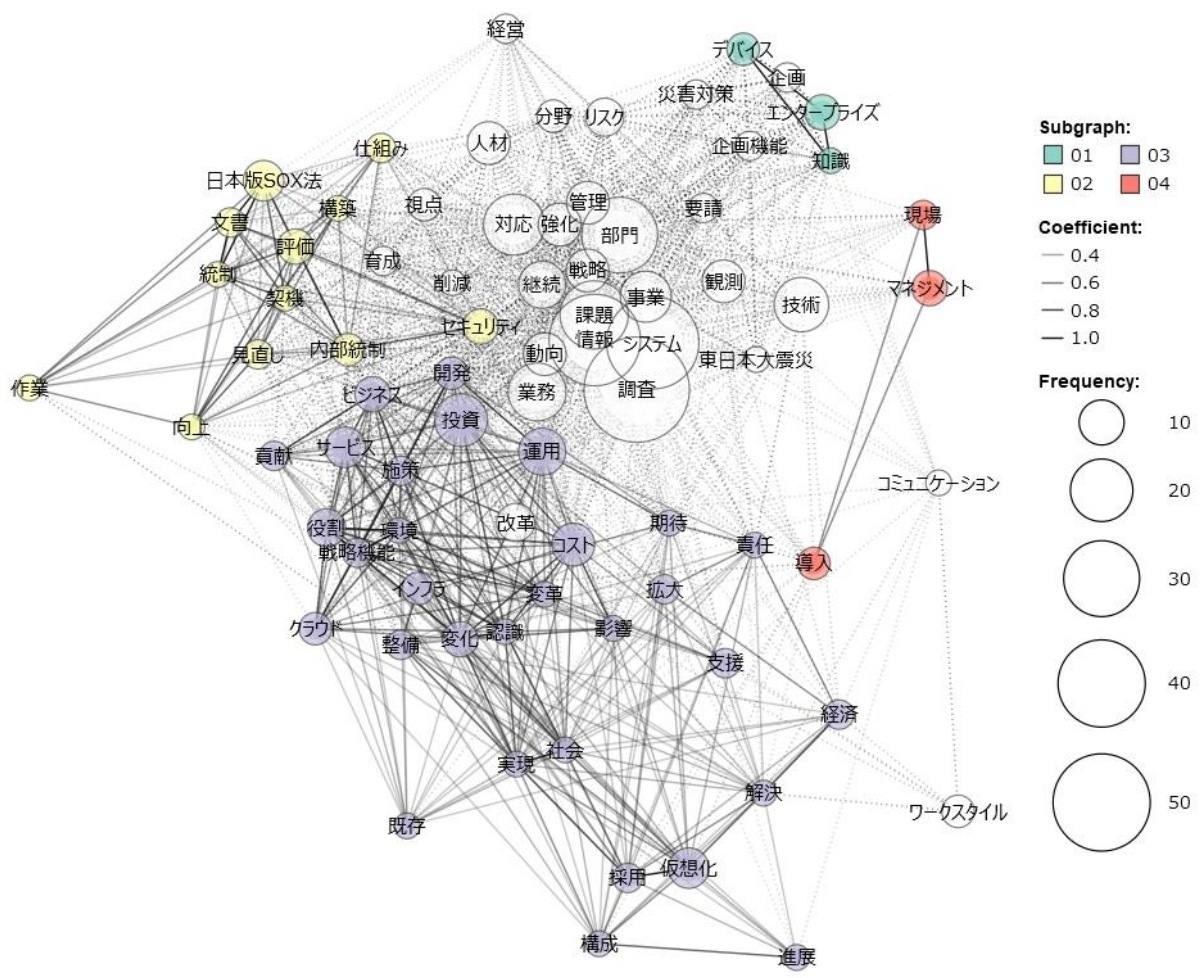 経営
デバイス
企画
災害対策
エンタープライズ
分野
リスク
人材
企画機能
知識
仕組み
日本版SOX法
構築
視点
管理
要請
文書
対応
強化
部門
現場
評価
育成
統制
削減
継続
戦略
観測
マネジメント
契機
事業
技術
課題
セキュリティ
情報
システム
見直し
内部統制
動向
東日本大震災
開発
作業
ビジネス
業務
調査
向上
投資
サービス
運用
貢献
施策
コミュニケーション
役割
環境
改革
期待
戦略機能
コスト
責任
導入
インフラ
変革
拡大
クラウド
整備
変化
認識
影響
支援
経済
社会
実現
解決
既存
ワークスタイル
採用
仮想化
構成
進展
Subgraph:
01
03
02
04
Coefficient:
0.4
0.6
0.8
1.0
Frequency:
10
20
30
40
50